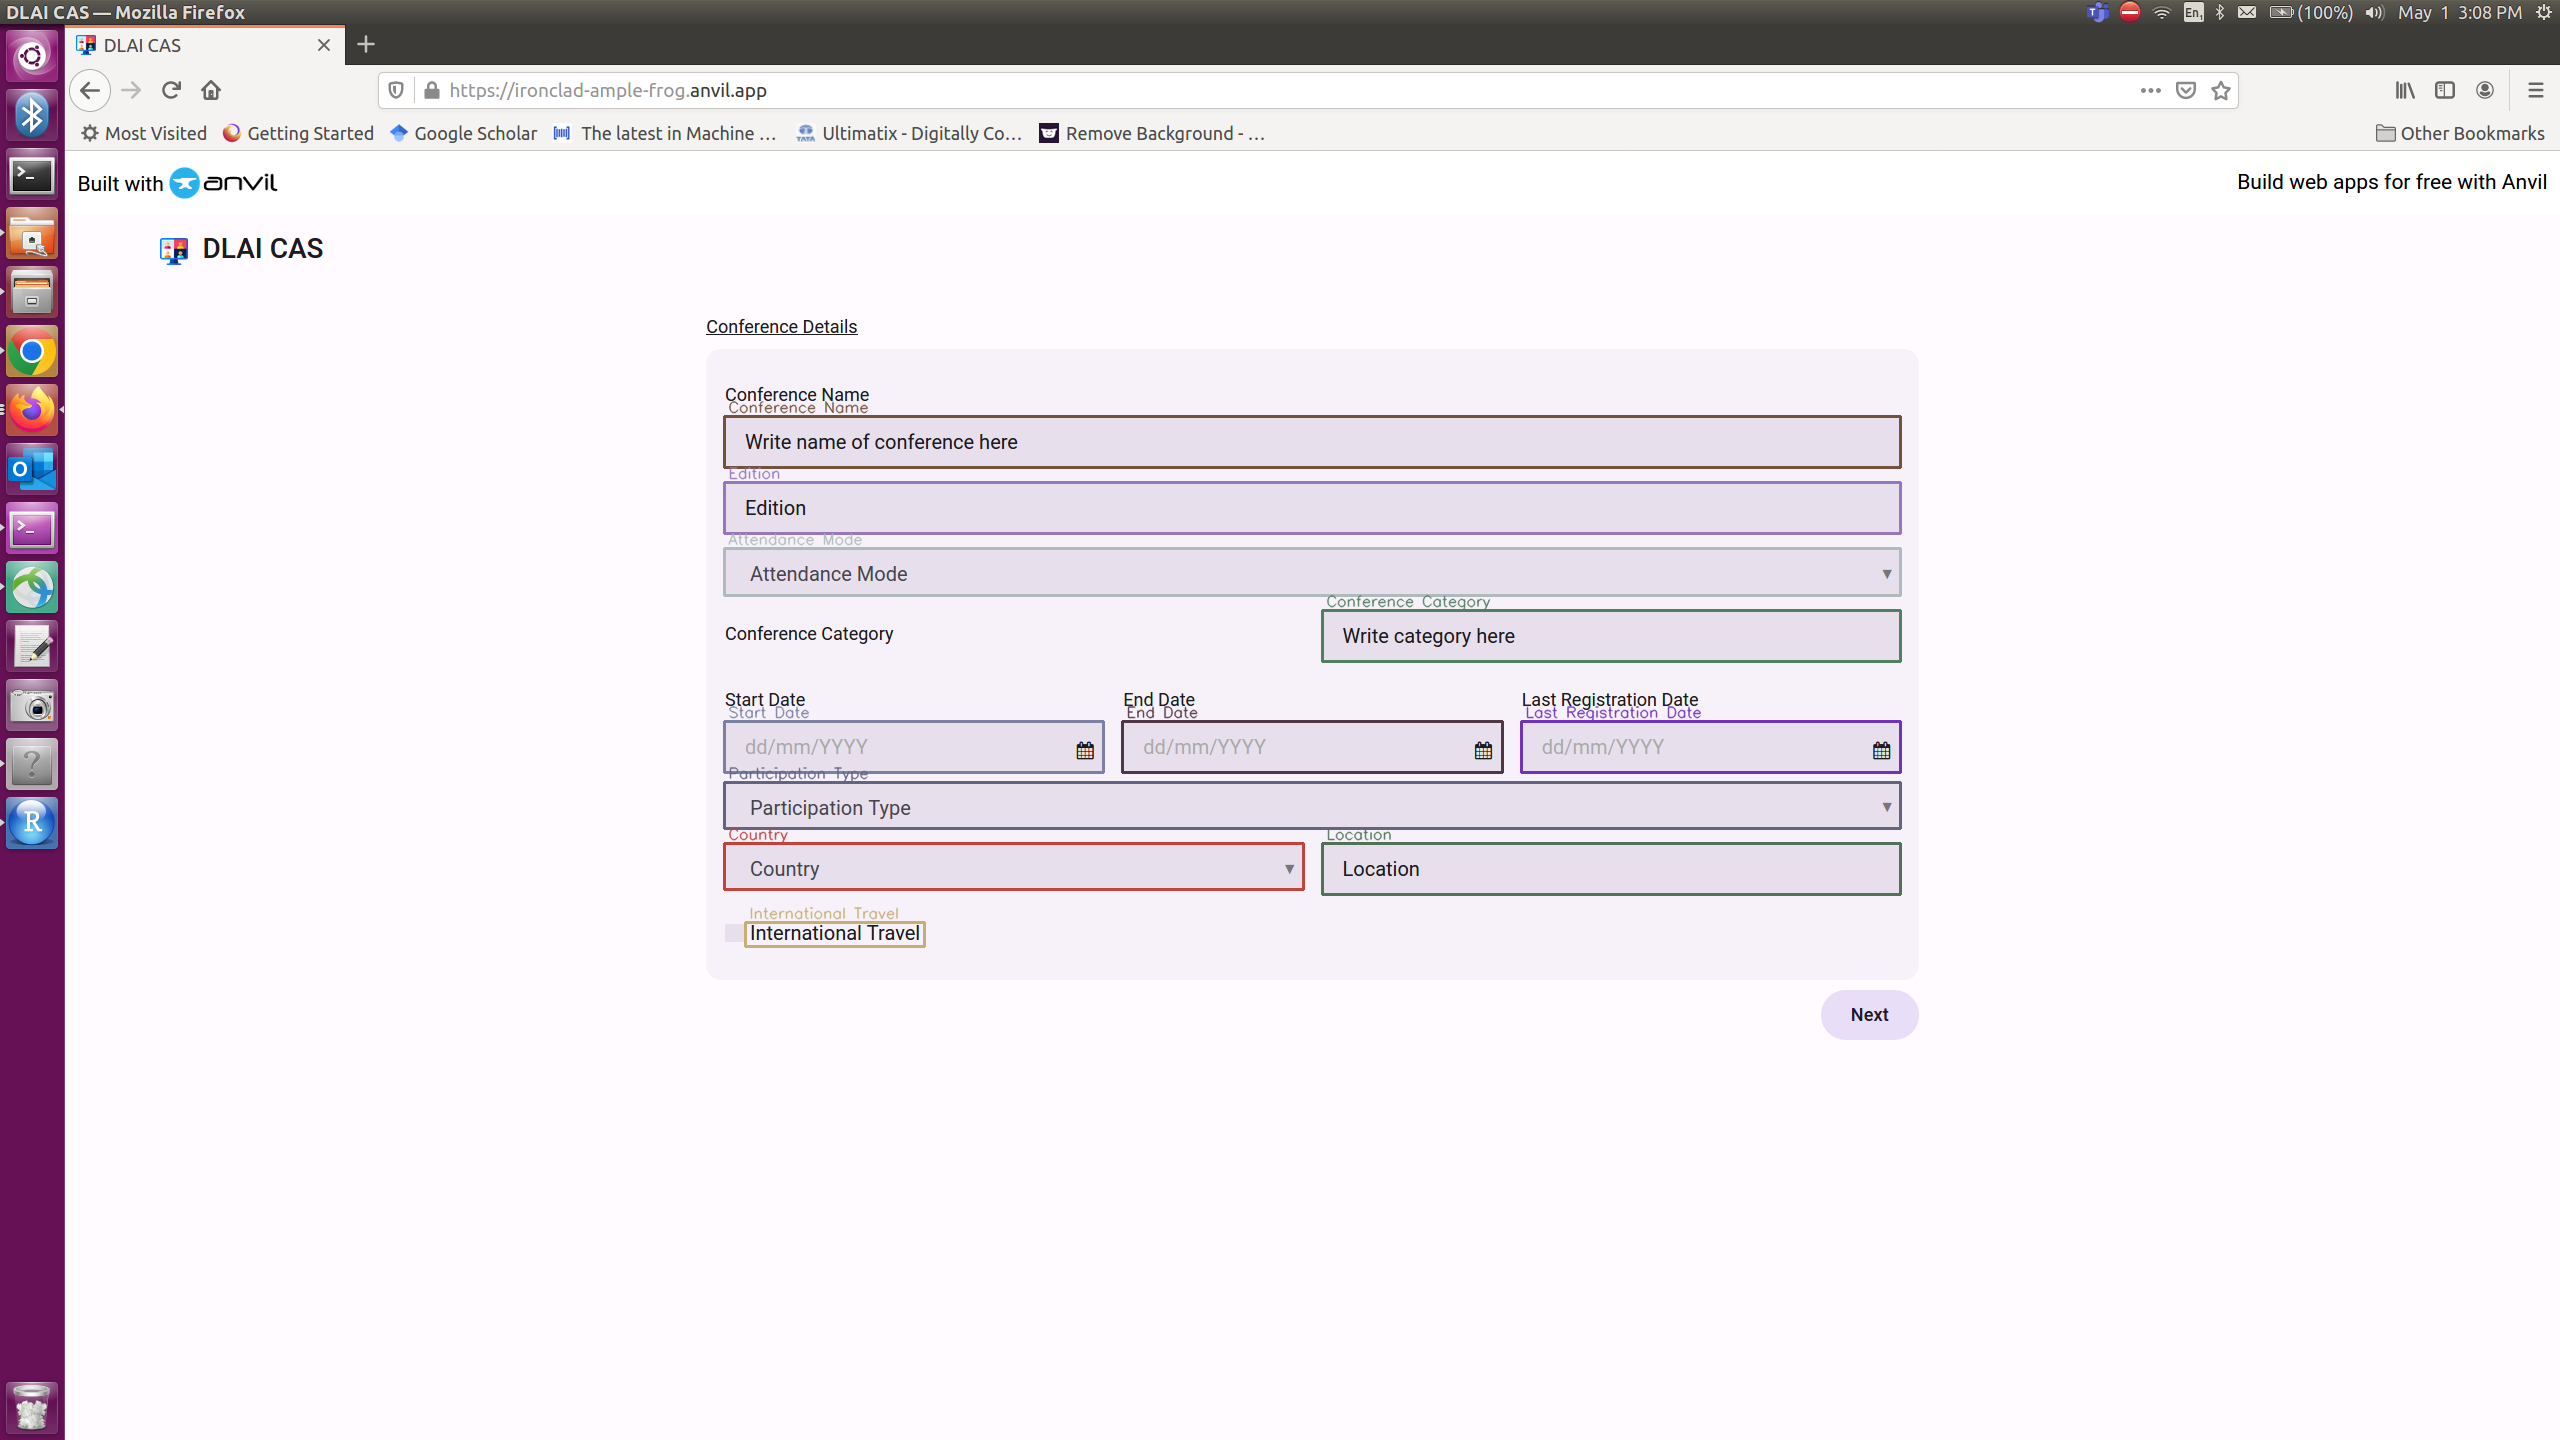 DLAI CAS — Mozilla Firefox
En1 (100%) May 1 3:08 PM
DLAI CAS
https://ironclad-ample-frog.anvil.app
Most Visited Getting Started Google Scholar The latest in Machine ... Ultimatix - Digitally Co... Remove Background - ... Other Bookmarks
Built with anvil Build web apps for free with Anvil
DLAI CAS
Conference Details
Conference Name
Conference Name
Write name of conference here
Edition
Edition
Attendance Mode
Attendance Mode
Conference Category
Conference Category
Write category here
Start Date End Date Last Registration Date
Start Date End Date Last Registration Date
dd/mm/YYYY dd/mm/YYYY dd/mm/YYYY
Participation Type
Participation Type
Country Location
Country Location
International Travel
International Travel
Next